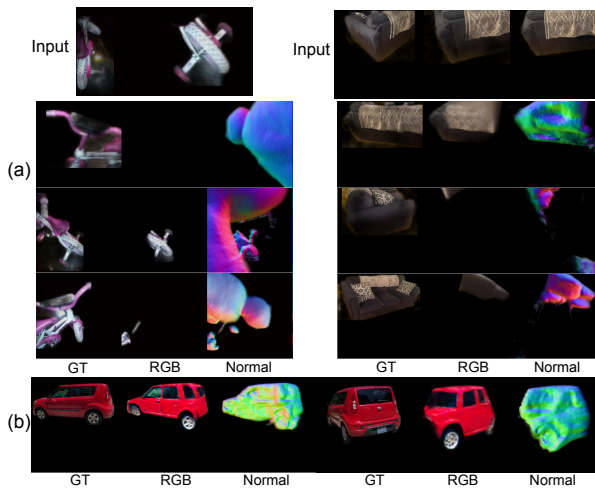 Input
Input
(a)
GT RGB Normal GT RGB Normal
(b)
GT RGB Normal GT RGB Normal